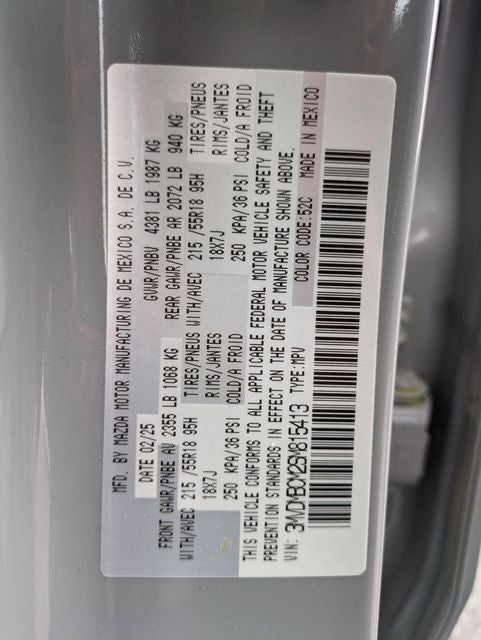 MFD. BY MAZDA MOTOR MANUFACTURING DE MEXICO S.A. DE C.V.
DATE 02/25 GVWR/PNBV 4381 LB 1987 KG
FRONT GAWR/PNBE AV 2355 LB 1068 KG REAR GAWR/PNBE AR 2072 LB 940 KG
WITH/AVEC 215 /55R18 95H TIRES/PNEUS WITH/AVEC 215 /55R18 95H TIRES/PNEUS
18X7J RIMS/JANTES 18X7J RIMS/JANTES
250 KPA/36 PSI COLD/A FROID 250 KPA/36 PSI COLD/A FROID
THIS VEHICLE CONFORMS TO ALL APPLICABLE FEDERAL MOTOR VEHICLE SAFETY AND THEFT
PREVENTION STANDARDS IN EFFECT ON THE DATE OF MANUFACTURE SHOWN ABOVE.
VIN: 3MVDMBCM2SM815413 TYPE:MPV COLOR CODE:52C MADE IN MEXICO